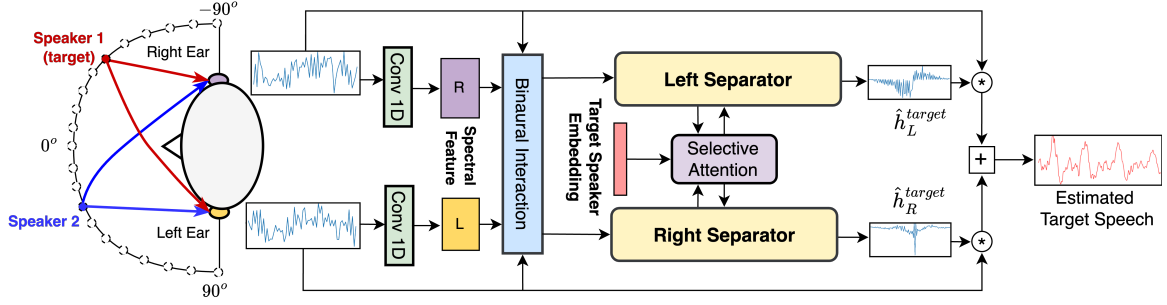 −90°
Speaker 1
(target)
Right Ear
0°
Speaker 2
Left Ear
90°
Conv 1D
R
Spectral
Feature
Conv 1D
L
Binaural Interaction
Left Separator
Target Speaker
Embedding
Selective
Attention
Right Separator
ĥ_L^{target}
*
+
ĥ_R^{target}
*
Estimated
Target Speech